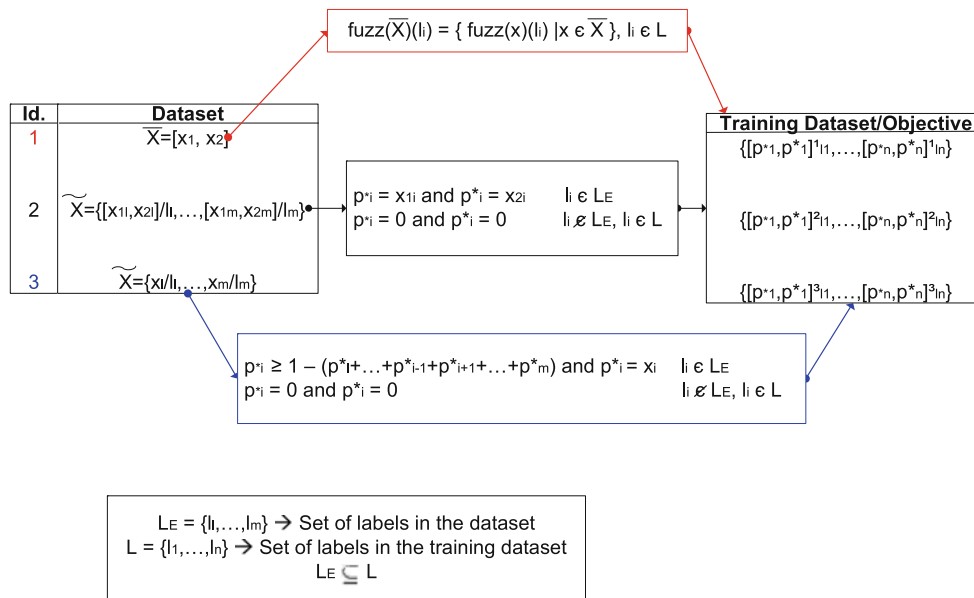 fuzz(X̅)(lᵢ) = { fuzz(x)(lᵢ) |x є X̅ }, lᵢ є L
Id. Dataset
1 X̅=[x₁, x₂]
2 X̃={[x₁ₗ,x₂ₗ]/lₗ,…,[x₁ₘ,x₂ₘ]/lₘ}
3 X̃={xₗ/lₗ,…,xₘ/lₘ}
p*ᵢ = x₁ᵢ and p*ᵢ = x₂ᵢ lᵢ є Lᴇ
p*ᵢ = 0 and p*ᵢ = 0 lᵢ є̸ Lᴇ, lᵢ є L
Training Dataset/Objective
{[p*₁,p*₁]¹ₗ₁,…,[p*ₙ,p*ₙ]¹ₗₙ}
{[p*₁,p*₁]²ₗ₁,…,[p*ₙ,p*ₙ]²ₗₙ}
{[p*₁,p*₁]³ₗ₁,…,[p*ₙ,p*ₙ]³ₗₙ}
p*ᵢ ≥ 1 – (p*ₗ+…+p*ᵢ₋₁+p*ᵢ₊₁+…+p*ₘ) and p*ᵢ = xᵢ lᵢ є Lᴇ
p*ᵢ = 0 and p*ᵢ = 0 lᵢ є̸ Lᴇ, lᵢ є L
Lᴇ = {lₗ,…,lₘ} → Set of labels in the dataset
L = {l₁,…,lₙ} → Set of labels in the training dataset
Lᴇ ⊆ L